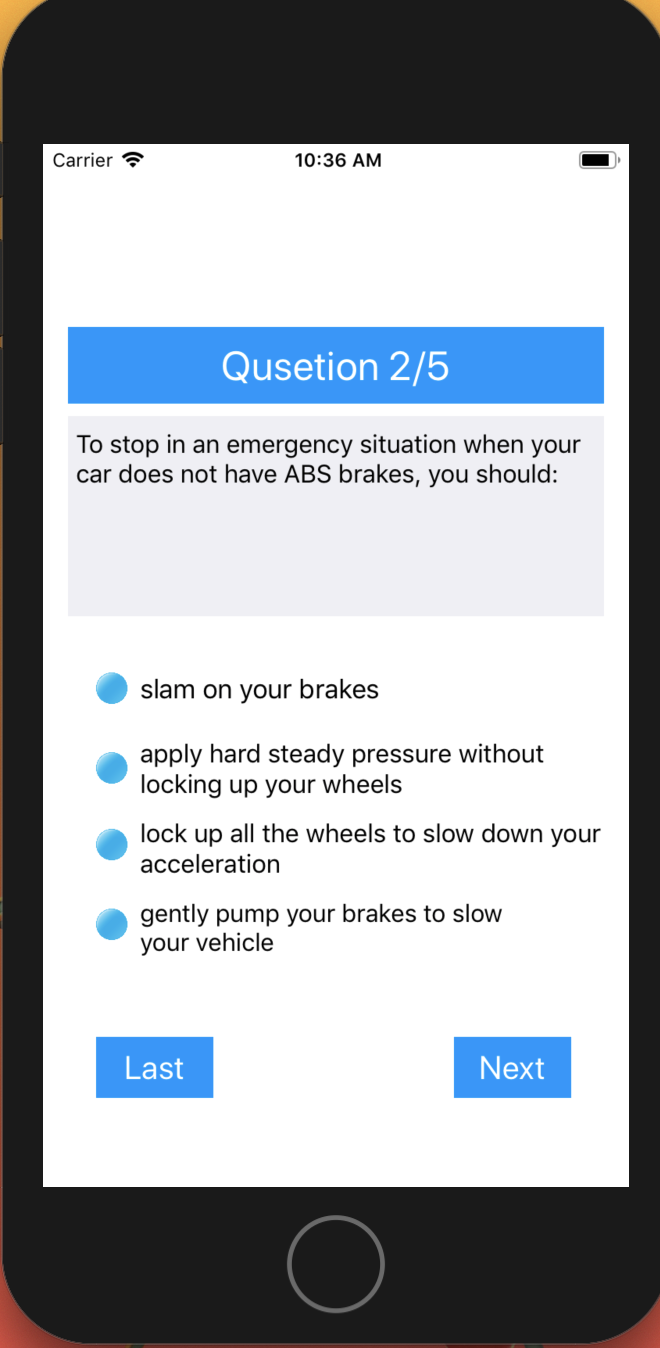 Carrier
10:36 AM
Qusetion 2/5
To stop in an emergency situation when your
car does not have ABS brakes, you should:
slam on your brakes
apply hard steady pressure without
locking up your wheels
lock up all the wheels to slow down your
acceleration
gently pump your brakes to slow
your vehicle
Last
Next